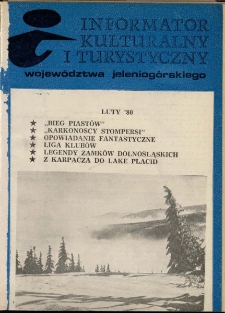 INFORMATOR
KULTURALNY
I TURYSTYCZNY
województwa jeleniogórskiego
LUTY '80
★ „BIEG PIASTÓW"
★ „KARKONOSCY STOMPERSI"
★ OPOWIADANIE FANTASTYCZNE
★ LIGA KLUBÓW
★ LEGENDY ZAMKÓW DOLNOŚLĄSKICH
★ Z KARPACZA DO LAKE PLACID